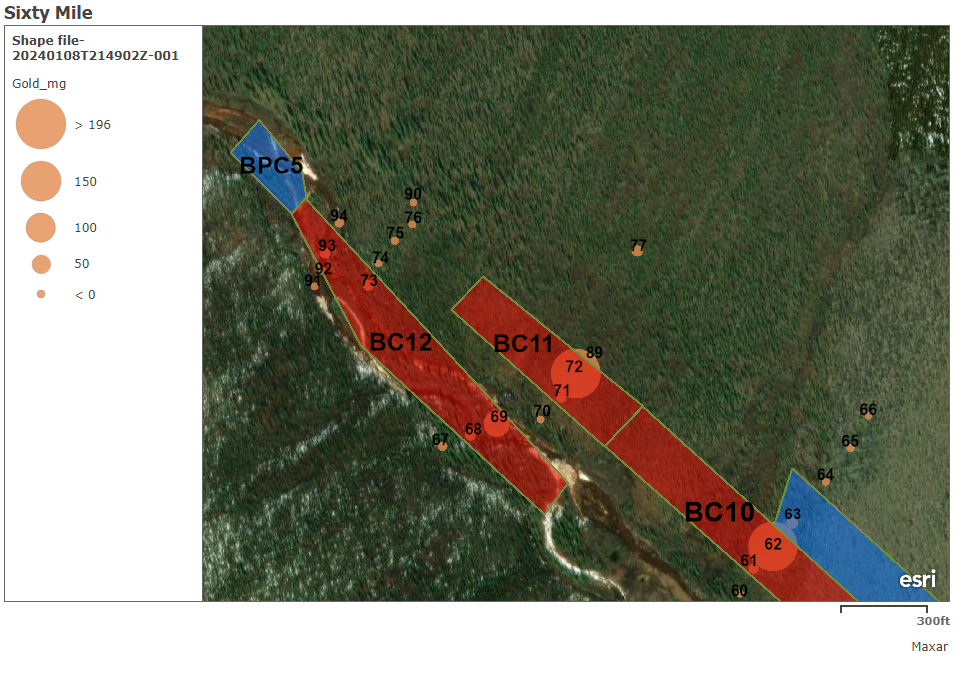 Sixty Mile
Shape file-
20240108T214902Z-001
Gold_mg
> 196
150
100
50
< 0
BPC5
90
94
76
75
93
77
74
92
91
73
BC12
BC11
89
72
71
70
66
69
68
67
65
64
BC10
63
62
61
60
esri
300ft
Maxar